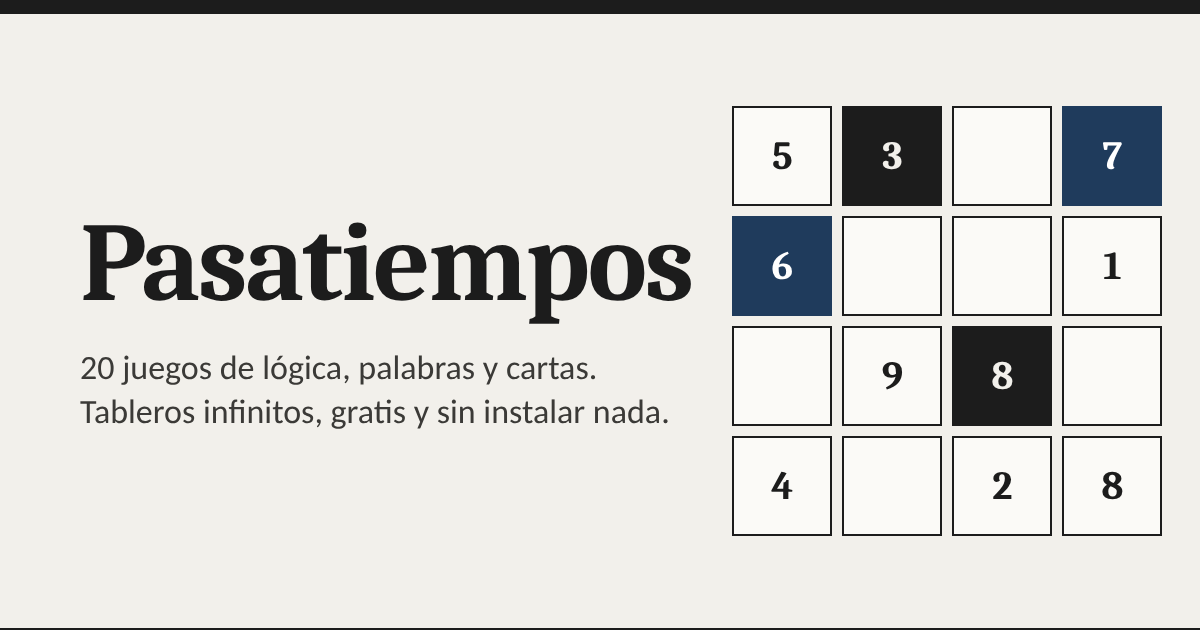 Pasatiempos
20 juegos de lógica, palabras y cartas.
Tableros infinitos, gratis y sin instalar nada.
5 3 7
6 1
9 8
4 2 8